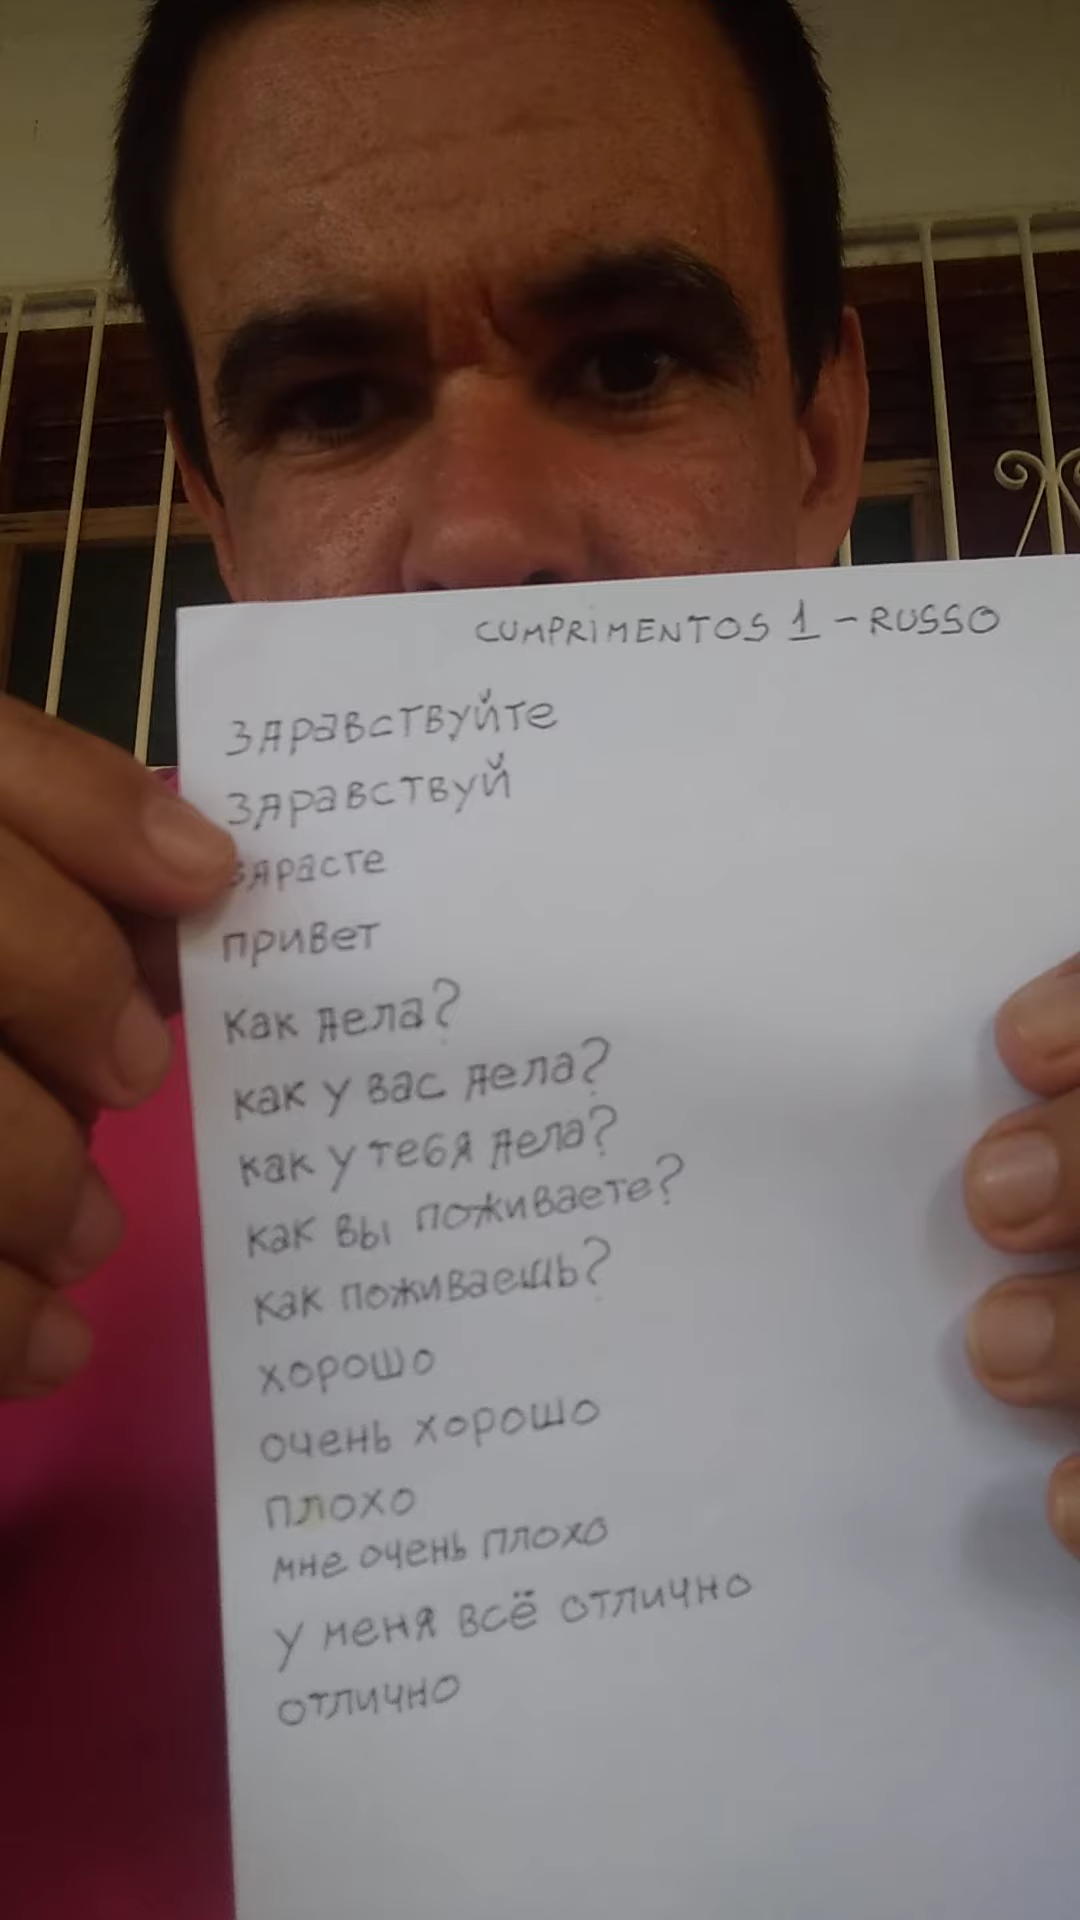 CUMPRIMENTOS 1 - RUSSO
здравствуйте
здравствуй
здрасте
привет
как дела?
как у вас дела?
как у тебя дела?
как вы поживаете?
как поживаешь?
хорошо
очень хорошо
плохо
мне очень плохо
у меня всё отлично
отлично